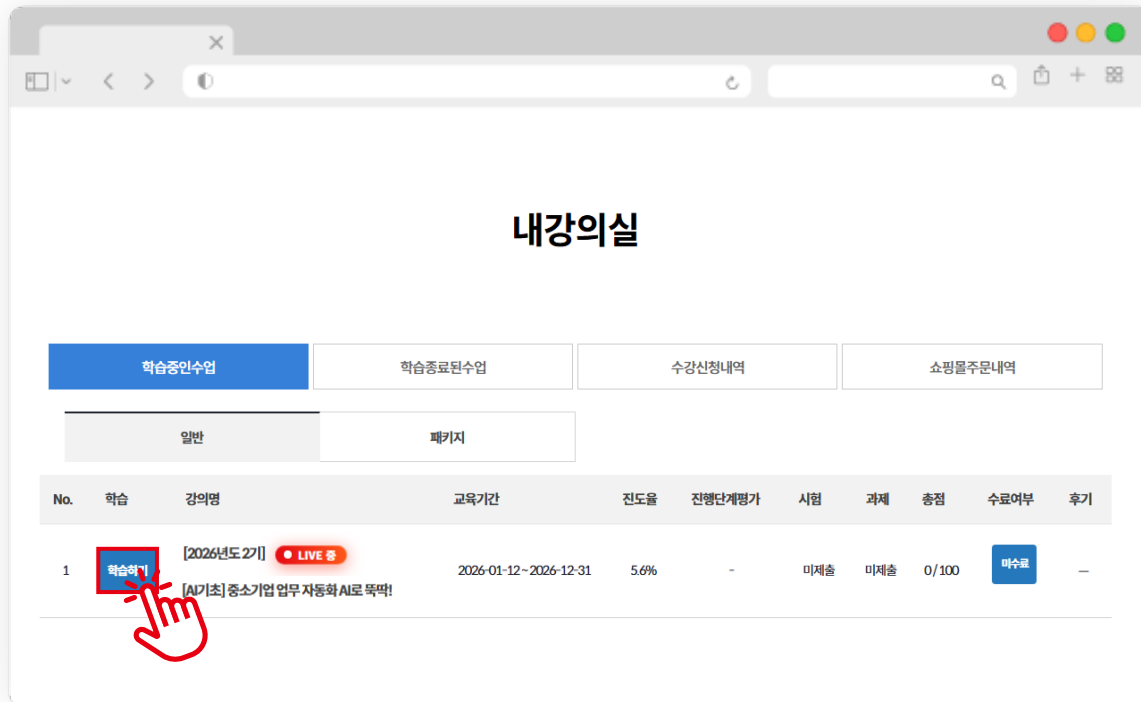 내강의실
학습중인수업 학습종료된수업 수강신청내역 쇼핑몰주문내역
일반 패키지
No. 학습 강의명 교육기간 진도율 진행단계평가 시험 과제 총점 수료여부 후기
[2026년도 2기] LIVE 중
1 학습하기 2026-01-12 ~ 2026-12-31 5.6% - 미제출 미제출 0 / 100 미수료 —
[AI기초] 중소기업 업무 자동화 AI로 뚝딱!